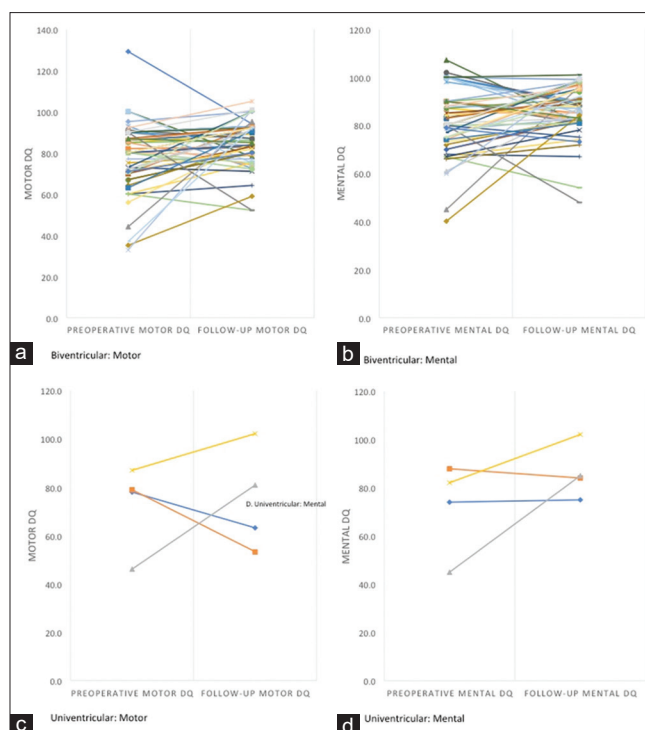 140.0
120.0
100.0
80.0
60.0
40.0
20.0
0.0
MOTOR DQ
PREOPERATIVE MOTOR DQ FOLLOW-UP MOTOR DQ
a Biventricular: Motor
120.0
100.0
80.0
60.0
40.0
20.0
0.0
MENTAL DQ
PREOPERATIVE MENTAL DQ FOLLOW-UP MENTAL DQ
b Biventricular: Mental
120.0
100.0
80.0
60.0
40.0
20.0
0.0
MOTOR DQ
D. Univentricular: Mental
PREOPERATIVE MOTOR DQ FOLLOW-UP MOTOR DQ
c Univentricular: Motor
120.0
100.0
80.0
60.0
40.0
20.0
0.0
MENTAL DQ
PREOPERATIVE MENTAL DQ FOLLOW-UP MENTAL DQ
d Univentricular: Mental